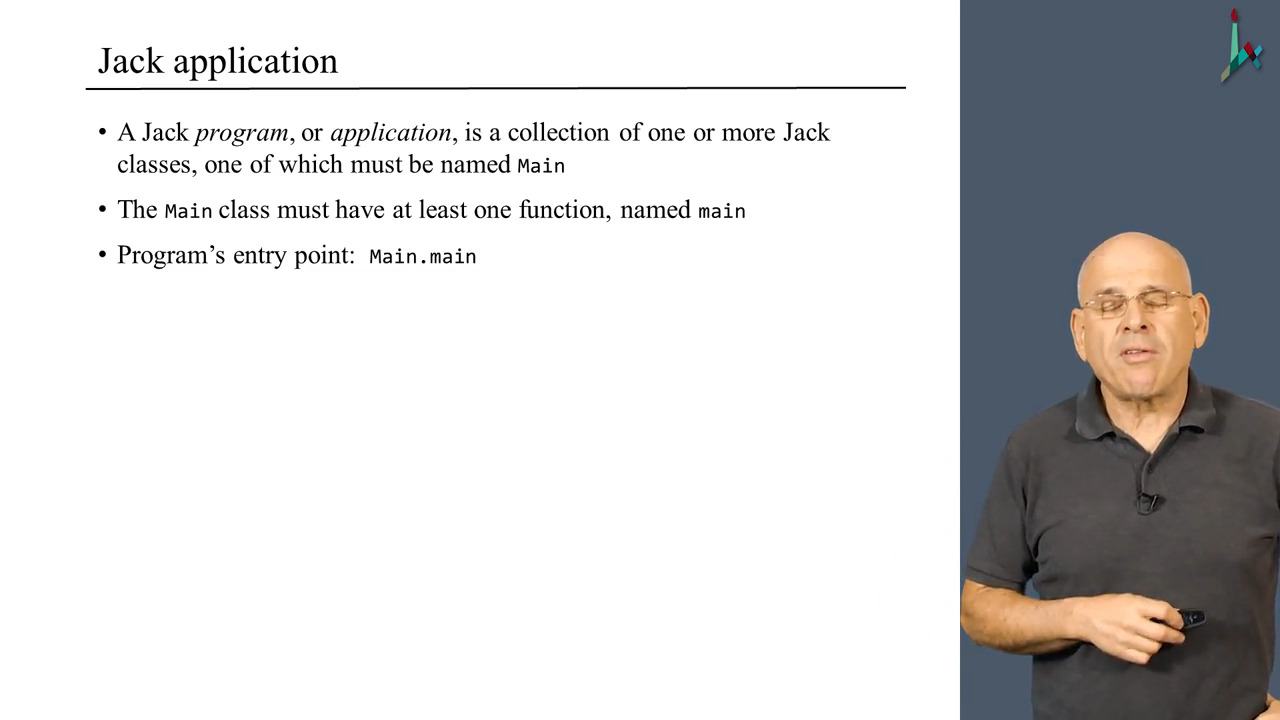 Jack application
• A Jack program, or application, is a collection of one or more Jack
classes, one of which must be named Main
• The Main class must have at least one function, named main
• Program’s entry point: Main.main